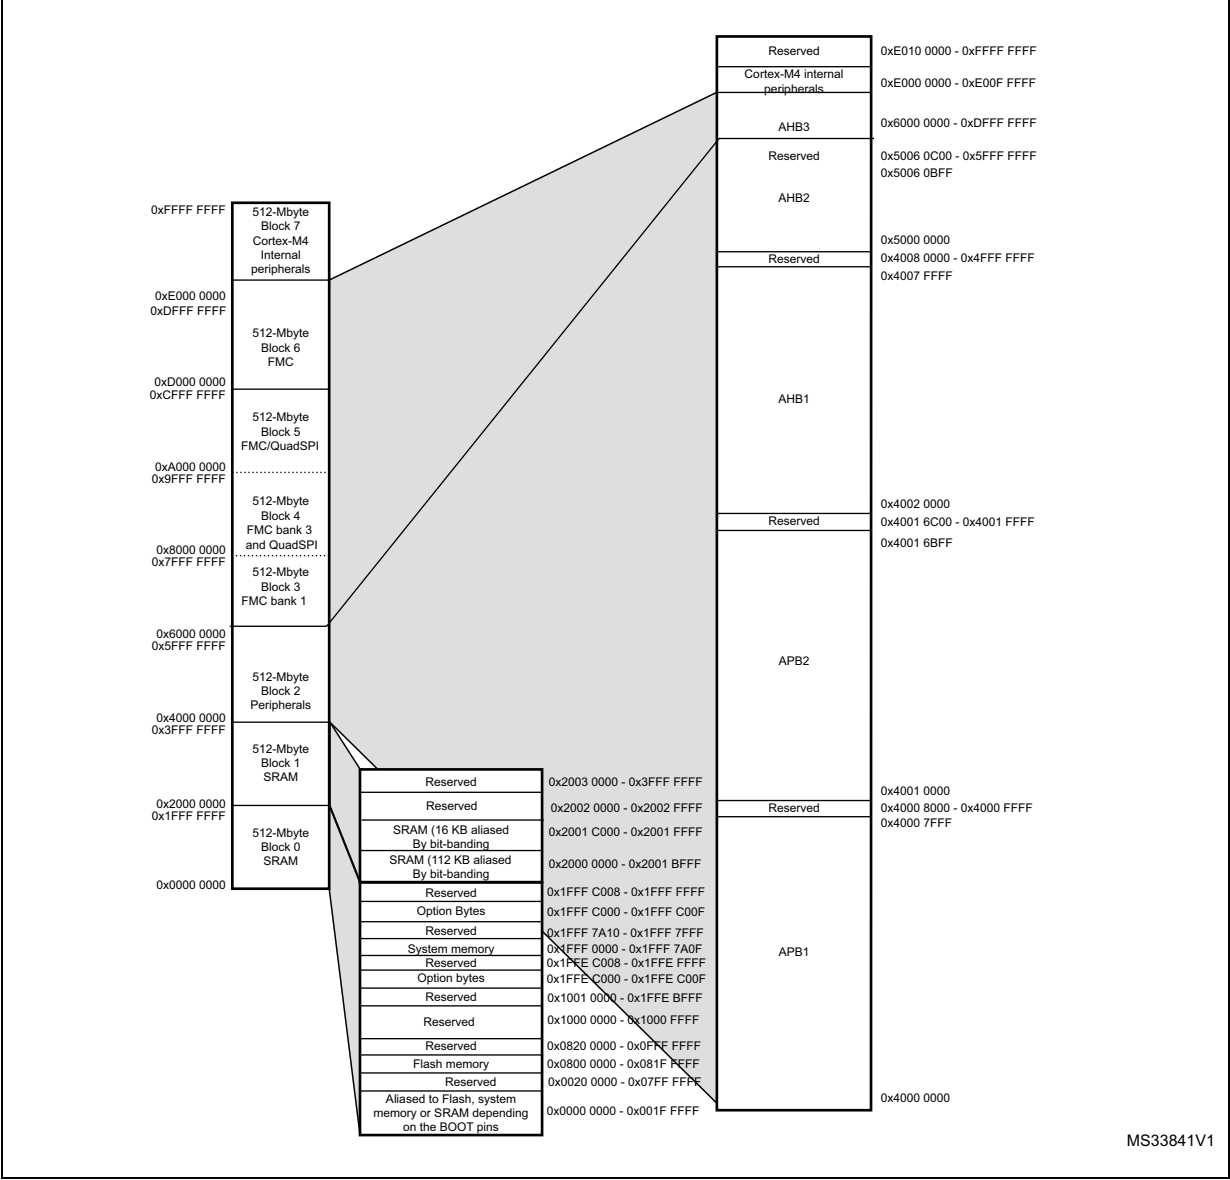 0xFFFF FFFF
512-Mbyte
Block 7
Cortex-M4
Internal
peripherals
0xE000 0000
0xDFFF FFFF
512-Mbyte
Block 6
FMC
0xD000 0000
0xCFFF FFFF
512-Mbyte
Block 5
FMC/QuadSPI
0xA000 0000
0x9FFF FFFF
512-Mbyte
Block 4
FMC bank 3
and QuadSPI
0x8000 0000
0x7FFF FFFF
512-Mbyte
Block 3
FMC bank 1
0x6000 0000
0x5FFF FFFF
512-Mbyte
Block 2
Peripherals
0x4000 0000
0x3FFF FFFF
512-Mbyte
Block 1
SRAM
0x2000 0000
0x1FFF FFFF
512-Mbyte
Block 0
SRAM
0x0000 0000
Reserved 0x2003 0000 - 0x3FFF FFFF
Reserved 0x2002 0000 - 0x2002 FFFF
SRAM (16 KB aliased
By bit-banding
0x2001 C000 - 0x2001 FFFF
SRAM (112 KB aliased
By bit-banding
0x2000 0000 - 0x2001 BFFF
Reserved 0x1FFF C008 - 0x1FFF FFFF
Option Bytes 0x1FFF C000 - 0x1FFF C00F
Reserved 0x1FFF 7A10 - 0x1FFF 7FFF
System memory 0x1FFF 0000 - 0x1FFF 7A0F
Reserved 0x1FFE C008 - 0x1FFE FFFF
Option bytes 0x1FFE C000 - 0x1FFE C00F
Reserved 0x1001 0000 - 0x1FFE BFFF
Reserved 0x1000 0000 - 0x1000 FFFF
Reserved 0x0820 0000 - 0x0FFF FFFF
Flash memory 0x0800 0000 - 0x081F FFFF
Reserved 0x0020 0000 - 0x07FF FFFF
Aliased to Flash, system
memory or SRAM depending
on the BOOT pins
0x0000 0000 - 0x001F FFFF
Reserved 0xE010 0000 - 0xFFFF FFFF
Cortex-M4 internal
peripherals
0xE000 0000 - 0xE00F FFFF
AHB3 0x6000 0000 - 0xDFFF FFFF
Reserved 0x5006 0C00 - 0x5FFF FFFF
0x5006 0BFF
AHB2
0x5000 0000
Reserved 0x4008 0000 - 0x4FFF FFFF
0x4007 FFFF
AHB1
0x4002 0000
Reserved 0x4001 6C00 - 0x4001 FFFF
0x4001 6BFF
APB2
0x4001 0000
Reserved 0x4000 8000 - 0x4000 FFFF
0x4000 7FFF
APB1
0x4000 0000
MS33841V1